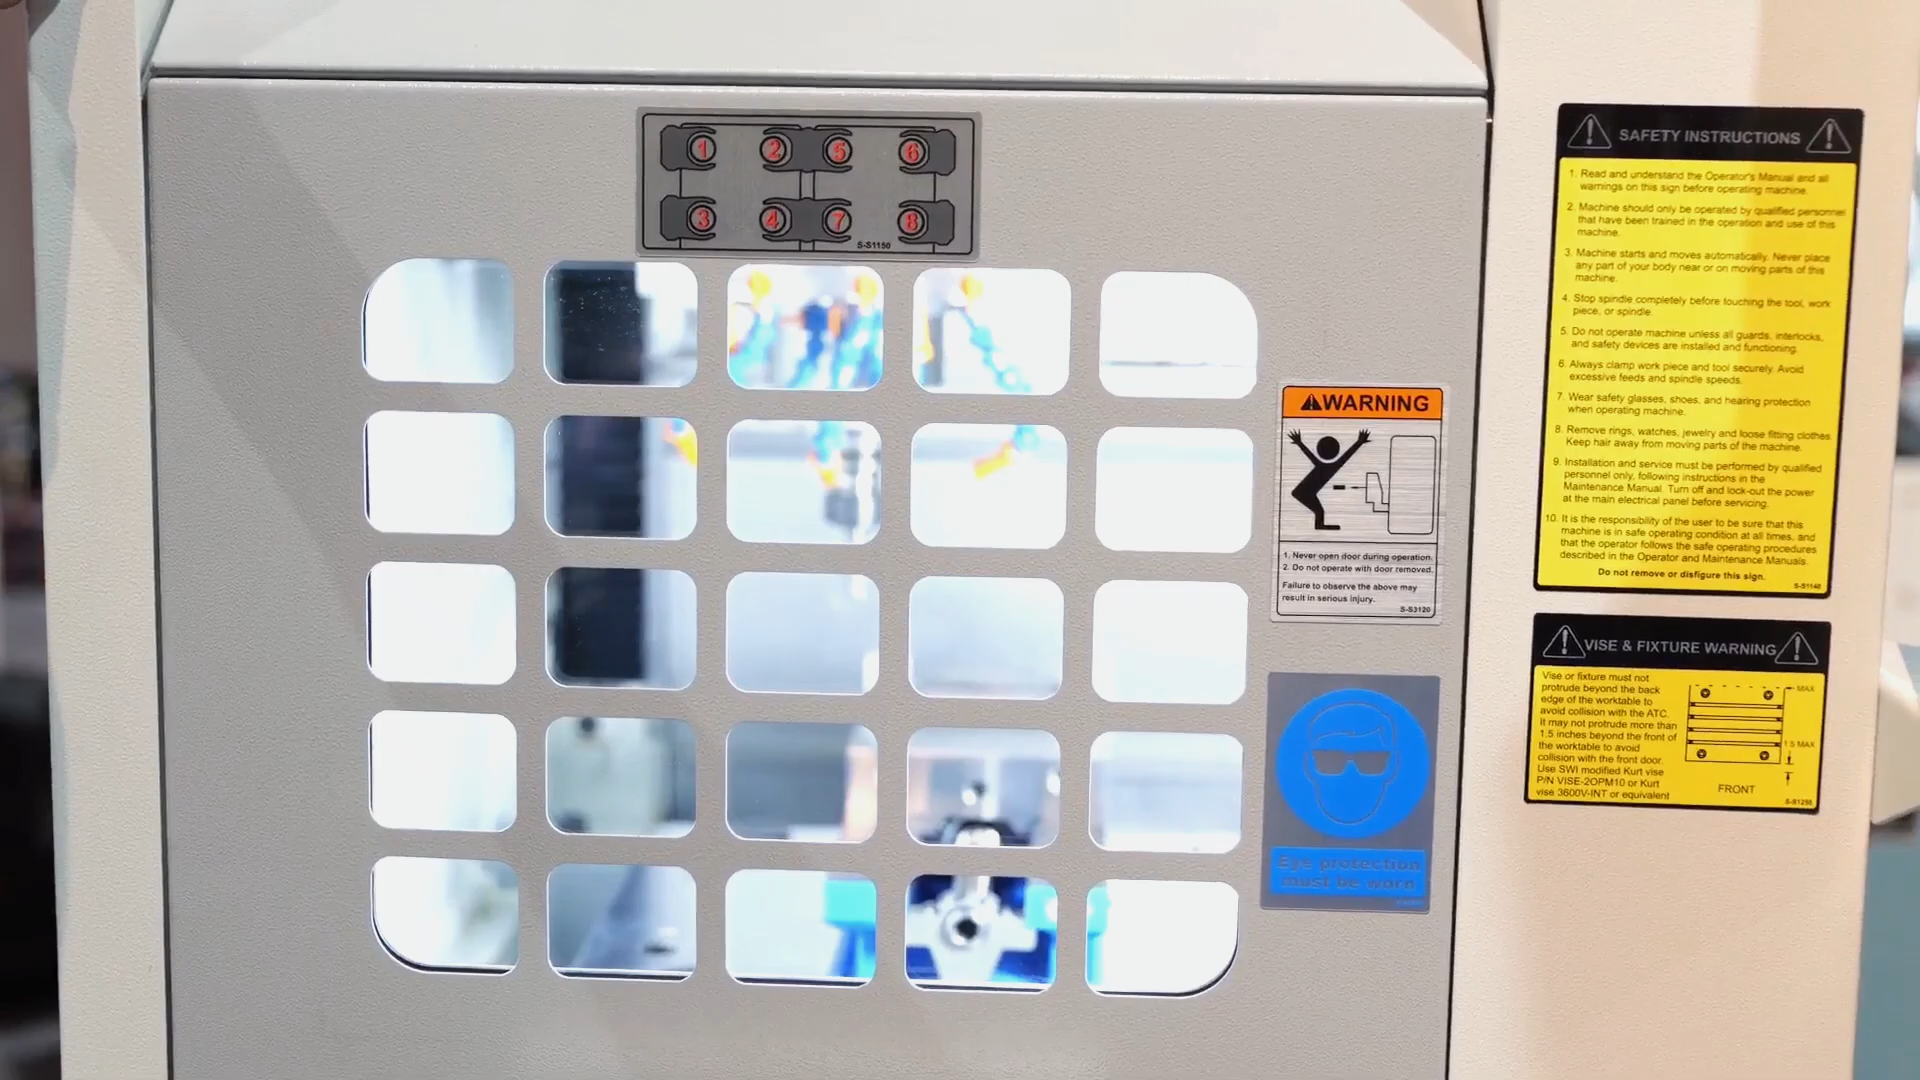 1 2 5 6
3 4 7 8
S-S1150
SAFETY INSTRUCTIONS
1. Read and understand the Operator's Manual and all
warnings on this sign before operating machine.
2. Machine should only be operated by qualified personnel
that have been trained in the operation and use of this
machine.
3. Machine starts and moves automatically. Never place
any part of your body near or on moving parts of this
machine.
4. Stop spindle completely before touching the tool, work
piece, or spindle.
5. Do not operate machine unless all guards, interlocks,
and safety devices are installed and functioning.
6. Always clamp work piece and tool securely. Avoid
excessive feeds and spindle speeds.
7. Wear safety glasses, shoes, and hearing protection
when operating machine.
8. Remove rings, watches, jewelry and loose fitting clothes.
Keep hair away from moving parts of the machine.
9. Installation and service must be performed by qualified
personnel only, following instructions in the
Maintenance Manual. Turn off and lock-out the power
at the main electrical panel before servicing.
10. It is the responsibility of the user to be sure that this
machine is in safe operating condition at all times, and
that the operator follows the safe operating procedures
described in the Operator and Maintenance Manuals.
Do not remove or disfigure this sign.
S-S1140
WARNING
1. Never open door during operation.
2. Do not operate with door removed.
Failure to observe the above may
result in serious injury.
S-S3120
VISE & FIXTURE WARNING
Vise or fixture must not
protrude beyond the back
edge of the worktable to
avoid collision with the ATC.
It may not protrude more than
1.5 inches beyond the front of
the worktable to avoid
collision with the front door.
Use SWI modified Kurt vise
P/N VISE-2OPM10 or Kurt
vise 3600V-INT or equivalent
MAX
1.5 MAX
FRONT
Eye protection
must be worn